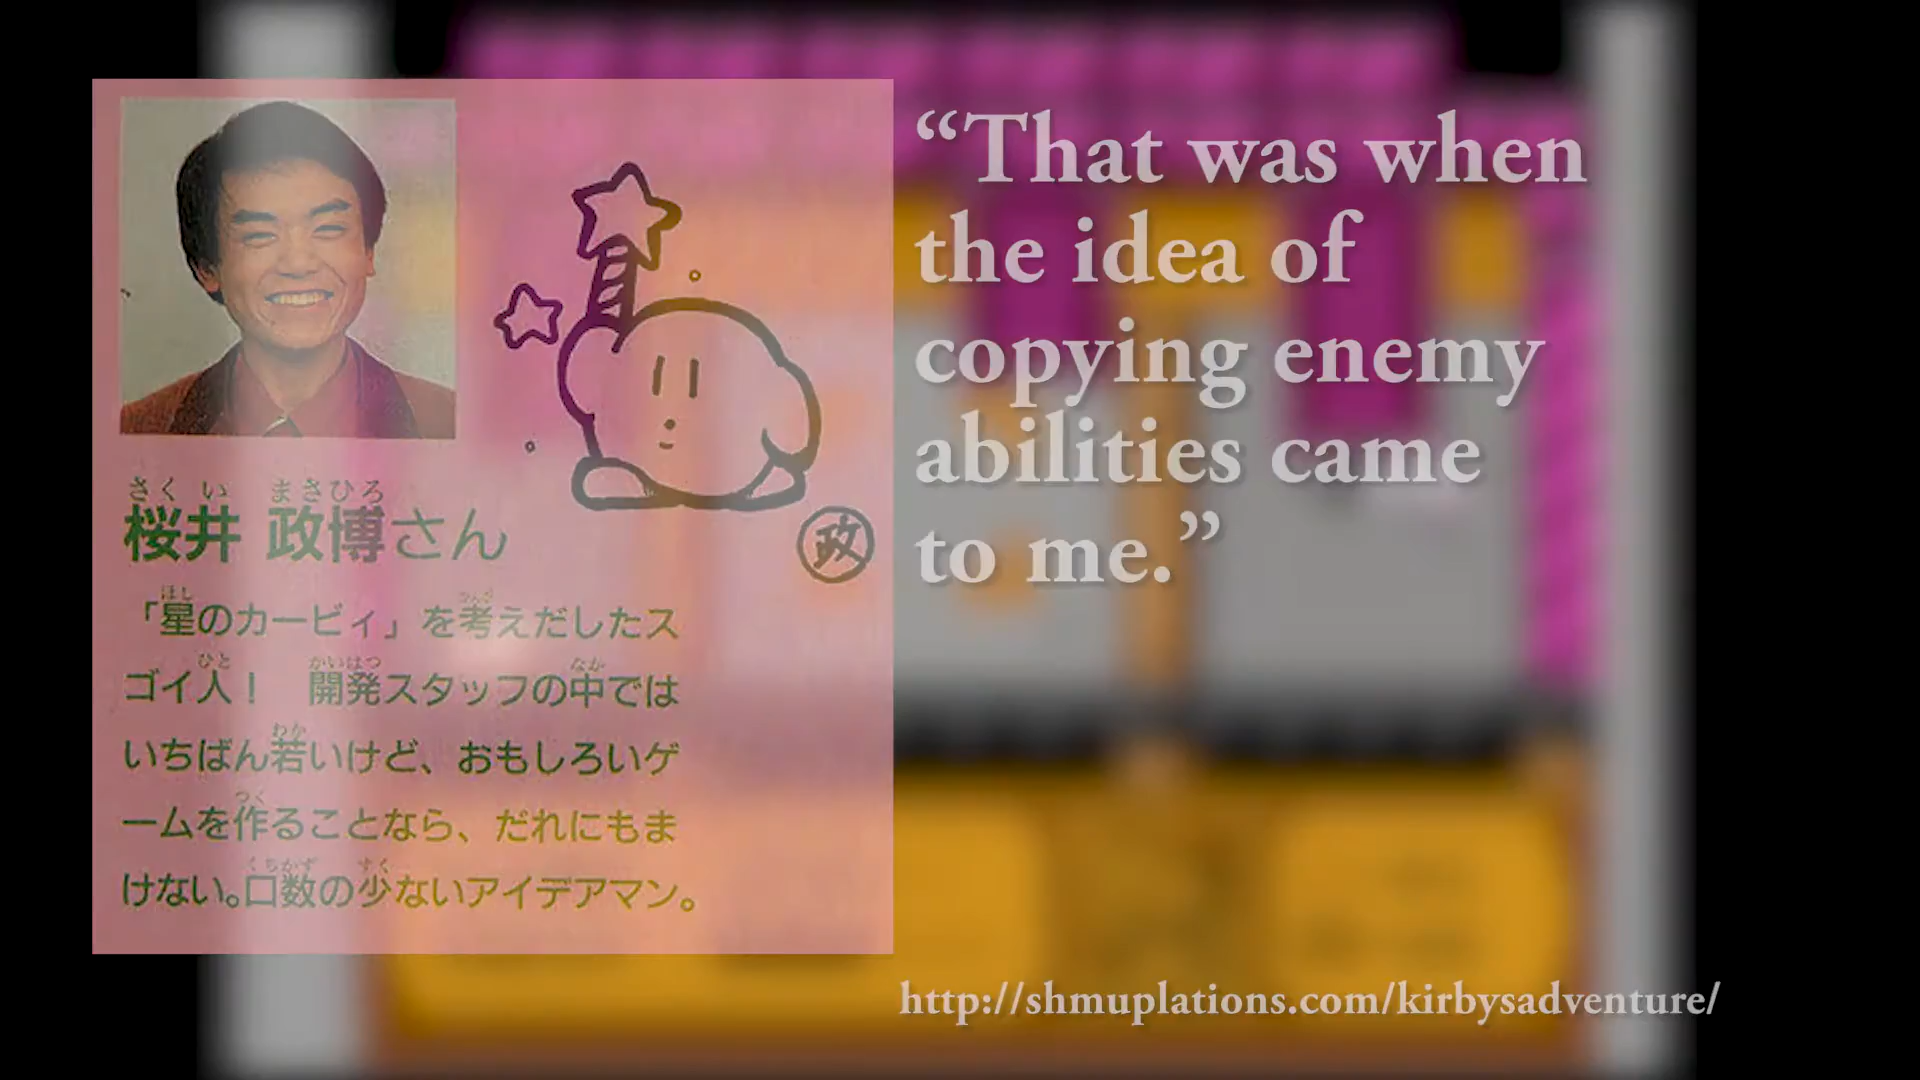 さくい まさひろ
桜井 政博さん
「星のカービィ」を考えだしたス
ほし
ゴイ人! 開発スタッフの中では
ひと かいはつ なか
いちばん若いけど、おもしろいゲ
わか
ームを作ることなら、だれにもま
つく
けない。口数の少ないアイデアマン。
くちかず すく
政
“That was when
the idea of
copying enemy
abilities came
to me.”
http://shmuplations.com/kirbysadventure/